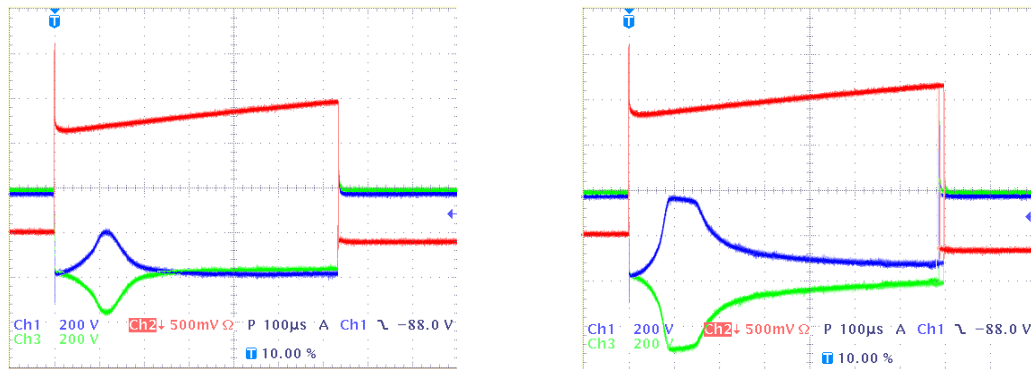 T
Ch1 200 V Ch2↓ 500mV Ω P 100µs A Ch1 ↘ −88.0 V
Ch3 200 V
T 10.00 %
T
Ch1 200 V Ch2↓ 500mV Ω P 100µs A Ch1 ↘ −88.0 V
Ch3 200
T 10.00 %